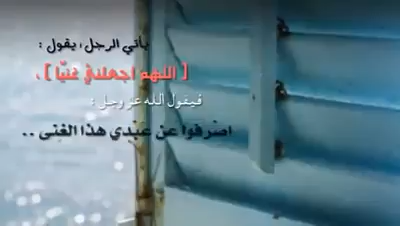 يأتي الرجل، يقول :
[ اللهم اجعلني غنيّا ] ،
فيقول الله عز وجل :
اصرفوا عن عبدي هذا الغنى ..